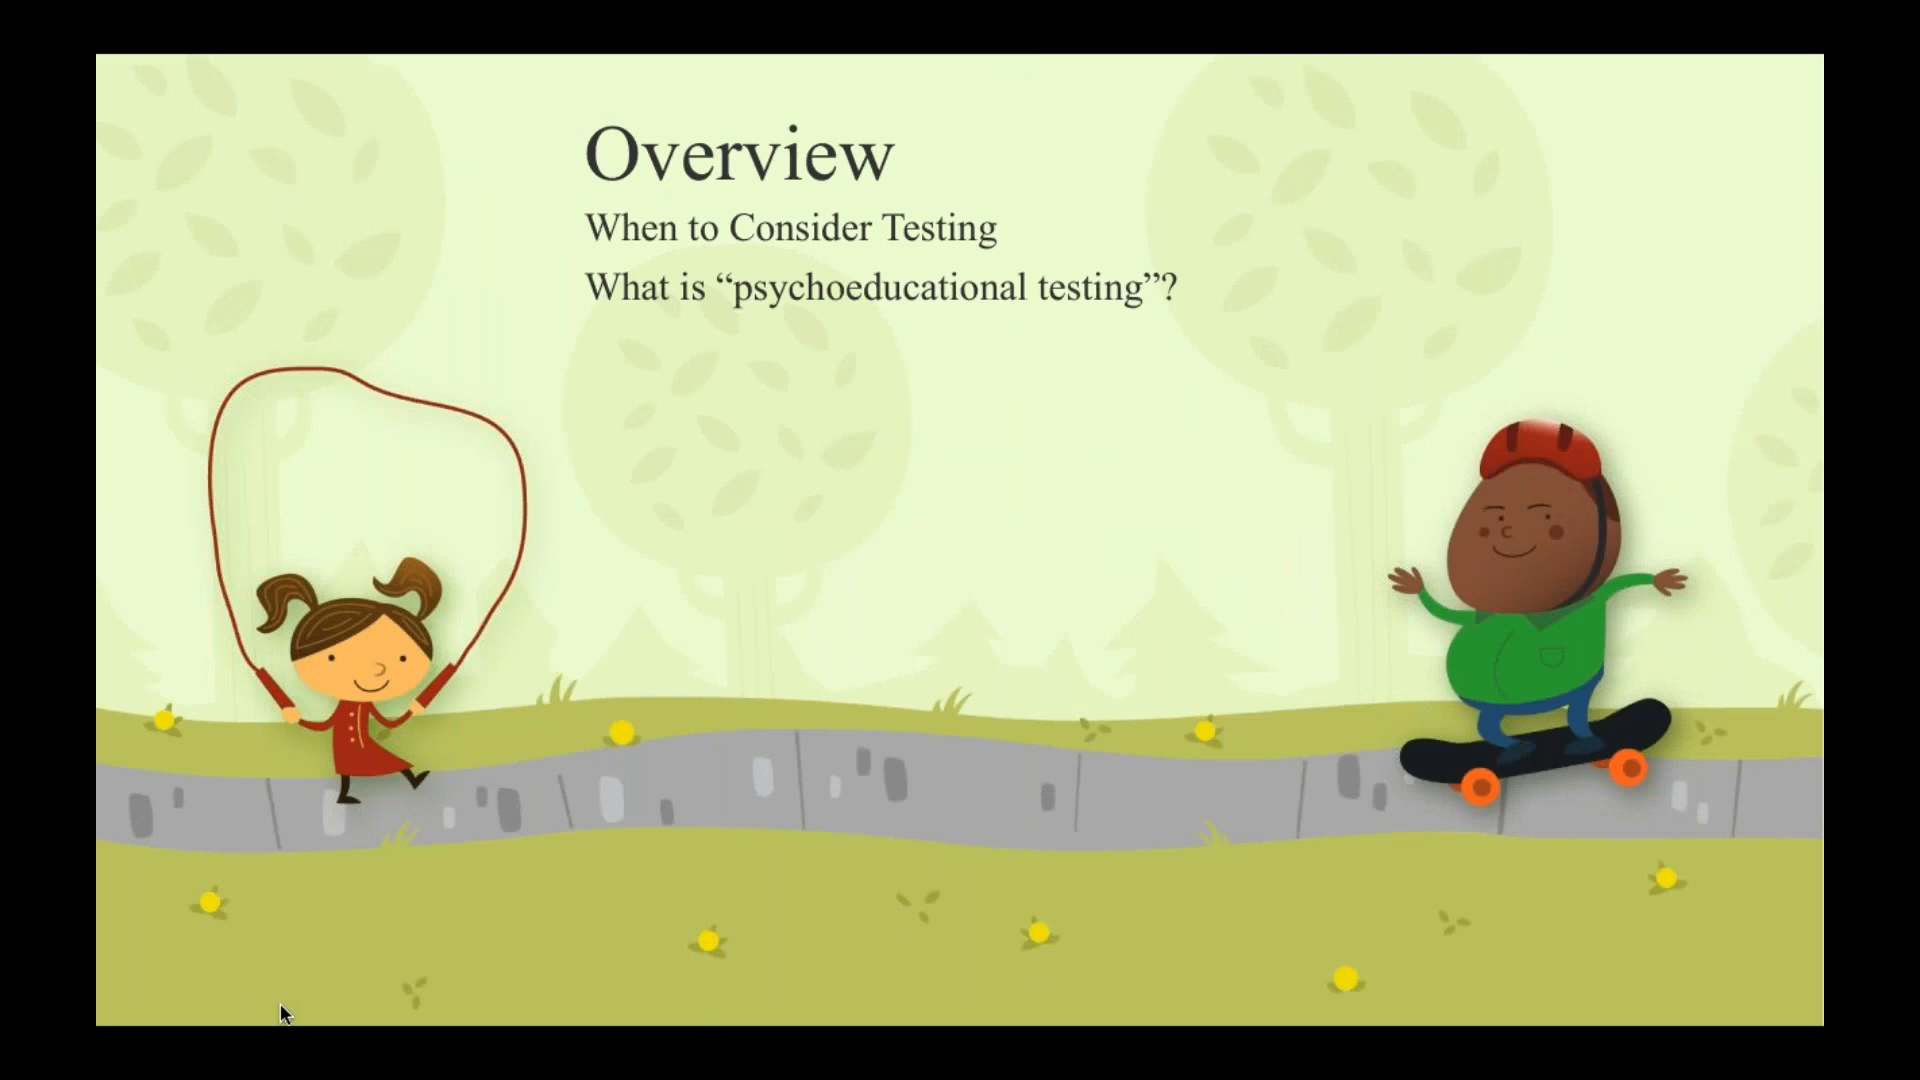 Overview
When to Consider Testing
What is “psychoeducational testing”?